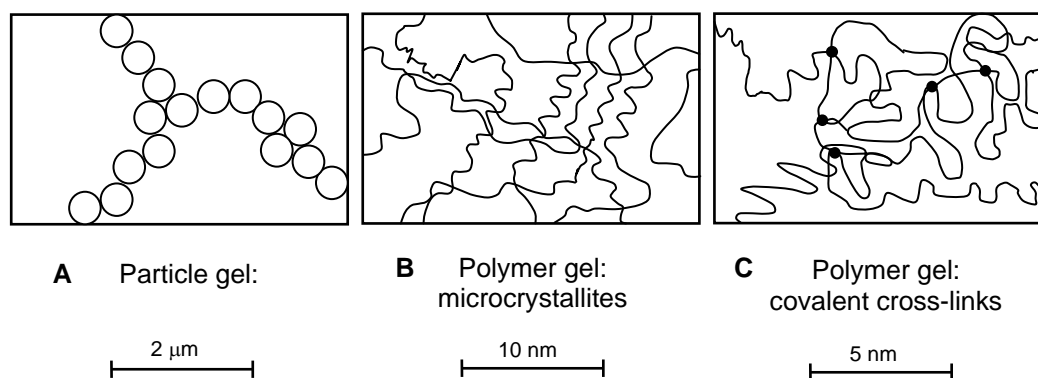 A Particle gel:
B Polymer gel:
microcrystallites
C Polymer gel:
covalent cross-links
2 μm
10 nm
5 nm